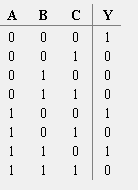 A B C Y
0 0 0 1
0 0 1 0
0 1 0 0
0 1 1 0
1 0 0 1
1 0 1 0
1 1 0 1
1 1 1 0